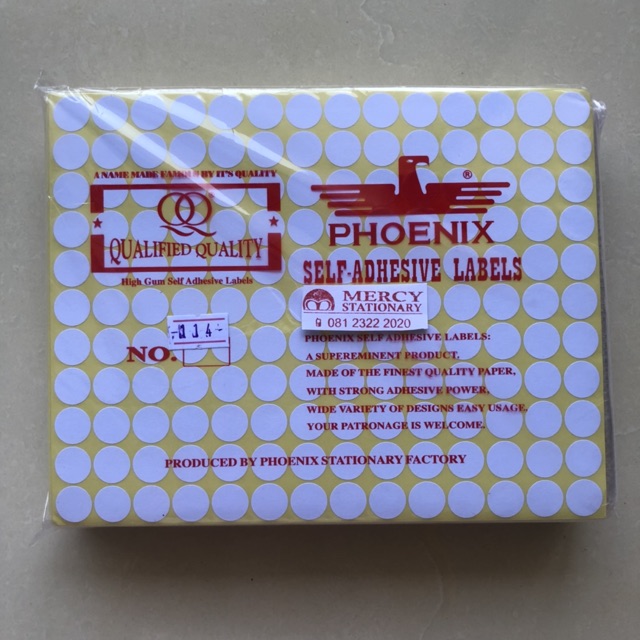 A NAME MADE FAMOUS BY IT'S QUALITY
QQ
QUALIFIED QUALITY
High Gum Self Adhesive Labels
NO.
PHOENIX
®
SELF-ADHESIVE LABELS
MERCY
STATIONARY
081 2322 2020
PHOENIX SELF ADHESIVE LABELS:
A SUPEREMINENT PRODUCT.
MADE OF THE FINEST QUALITY PAPER,
WITH STRONG ADHESIVE POWER,
WIDE VARIETY OF DESIGNS EASY USAGE.
YOUR PATRONAGE IS WELCOME.
PRODUCED BY PHOENIX STATIONARY FACTORY